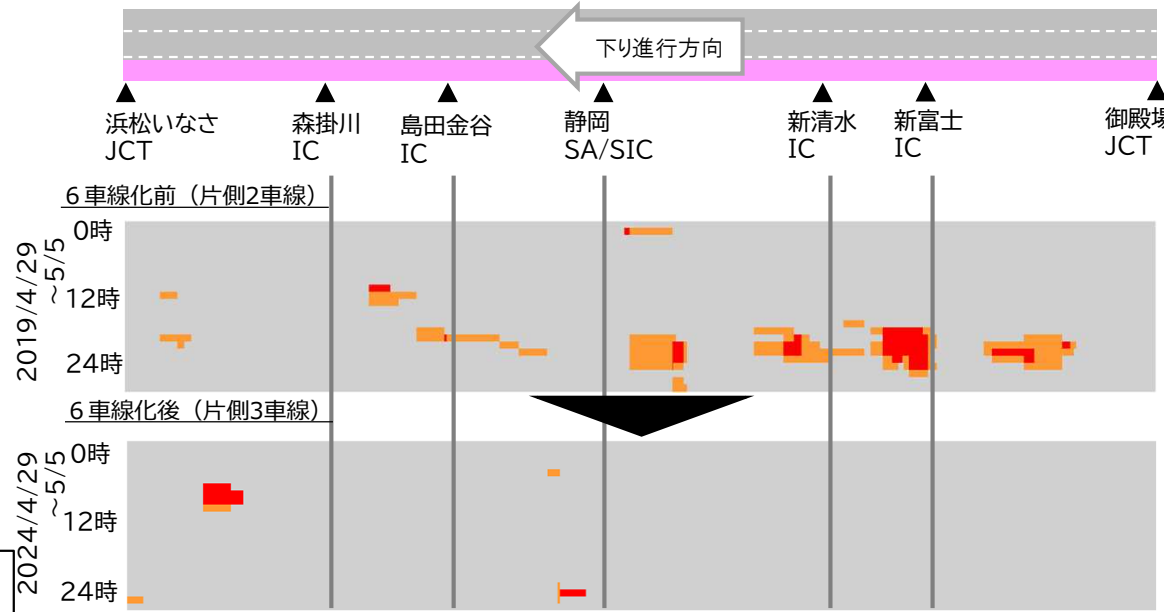 下り進行方向
浜松いなさ
JCT
森掛川
IC
島田金谷
IC
静岡
SA/SIC
新清水
IC
新富士
IC
御殿場
JCT
6車線化前（片側2車線）
2019/4/29
～5/5
0時
12時
24時
6車線化後（片側3車線）
2024/4/29
～5/5
0時
12時
24時